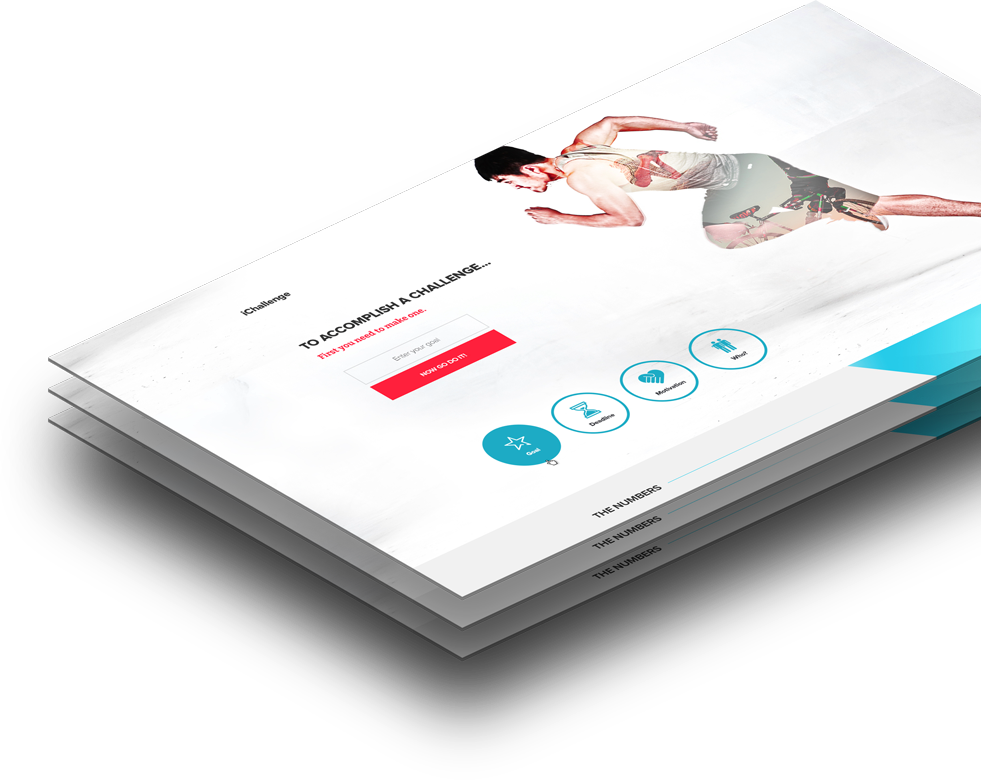 iChallenge
TO ACCOMPLISH A CHALLENGE...
First you need to make one.
Enter your goal
NOW GO DO IT!
Goal
Deadline
Motivation
Who?
THE NUMBERS
THE NUMBERS
THE NUMBERS